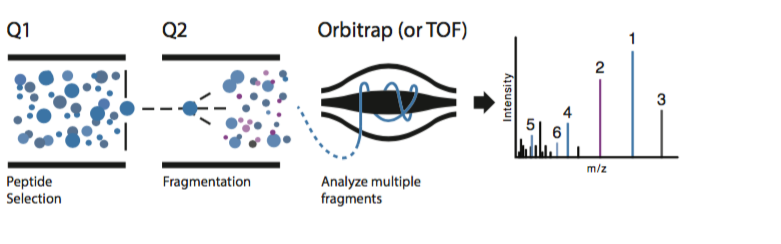 Q1
Q2
Orbitrap (or TOF)
Peptide
Selection
Fragmentation
Analyze multiple
fragments
Intensity
1
2
3
4
5
6
m/z